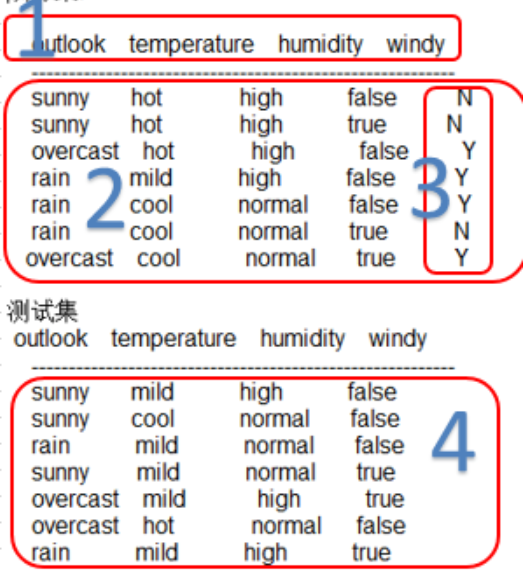 1
outlook temperature humidity windy
------------------------------------------------------------
sunny hot high false N
sunny hot high true N
overcast hot high false Y
rain mild high false Y
rain cool normal false Y
rain cool normal true N
overcast cool normal true Y
2
3
测试集
outlook temperature humidity windy
------------------------------------------------------------
sunny mild high false
sunny cool normal false
rain mild normal false
sunny mild normal true
overcast mild high true
overcast hot normal false
rain mild high true
4